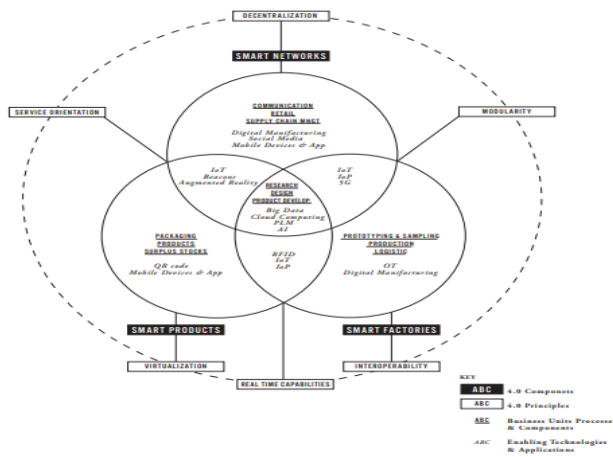 DECENTRALIZATION
SMART NETWORKS
SERVICE ORIENTATION
MODULARITY
COMMUNICATION
RETAIL
SUPPLY CHAIN MNGT
Digital Manifacturing
Social Media
Mobile Devices & App
IoT
Beacons
Augmented Reality
IoT
IoP
5G
RESEARCH
DESIGN
PRODUCT DEVELOP.
Big Data
Cloud Computing
PLM
AI
PACKAGING
PRODUCTS
SURPLUS STOCKS
QR code
Mobile Devices & App
RFID
IoT
IoP
PROTOTYPING & SAMPLING
PRODUCTION
LOGISTIC
OT
Digital Manifacturing
SMART PRODUCTS
SMART FACTORIES
VIRTUALIZATION
REAL TIME CAPABILITIES
INTEROPERABILITY
KEY
ABC 4.0 Componets
ABC 4.0 Principles
ABC Business Units Processe
& Components
ABC Enabling Technologies
& Applications